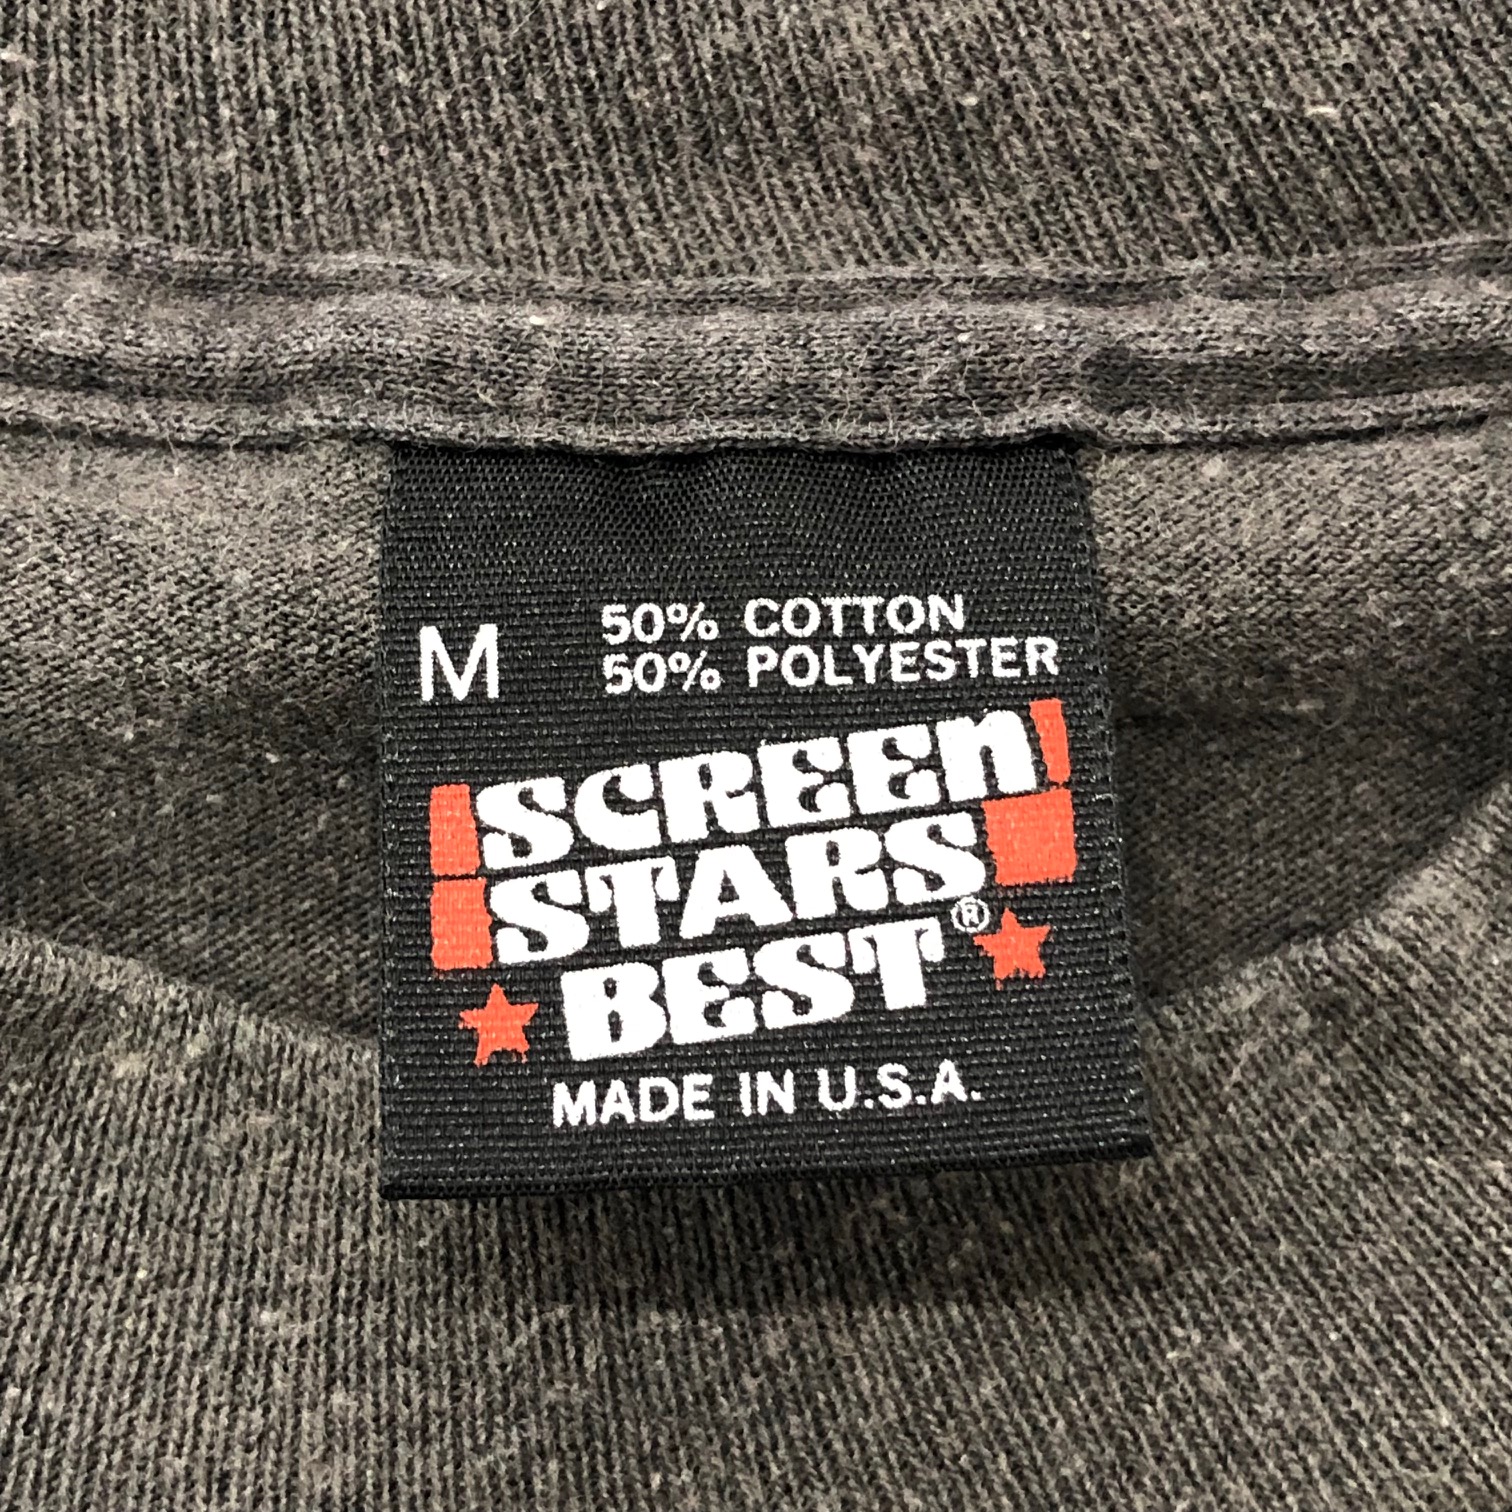 M
50% COTTON
50% POLYESTER
SCREEN
STARS
BEST®
MADE IN U.S.A.